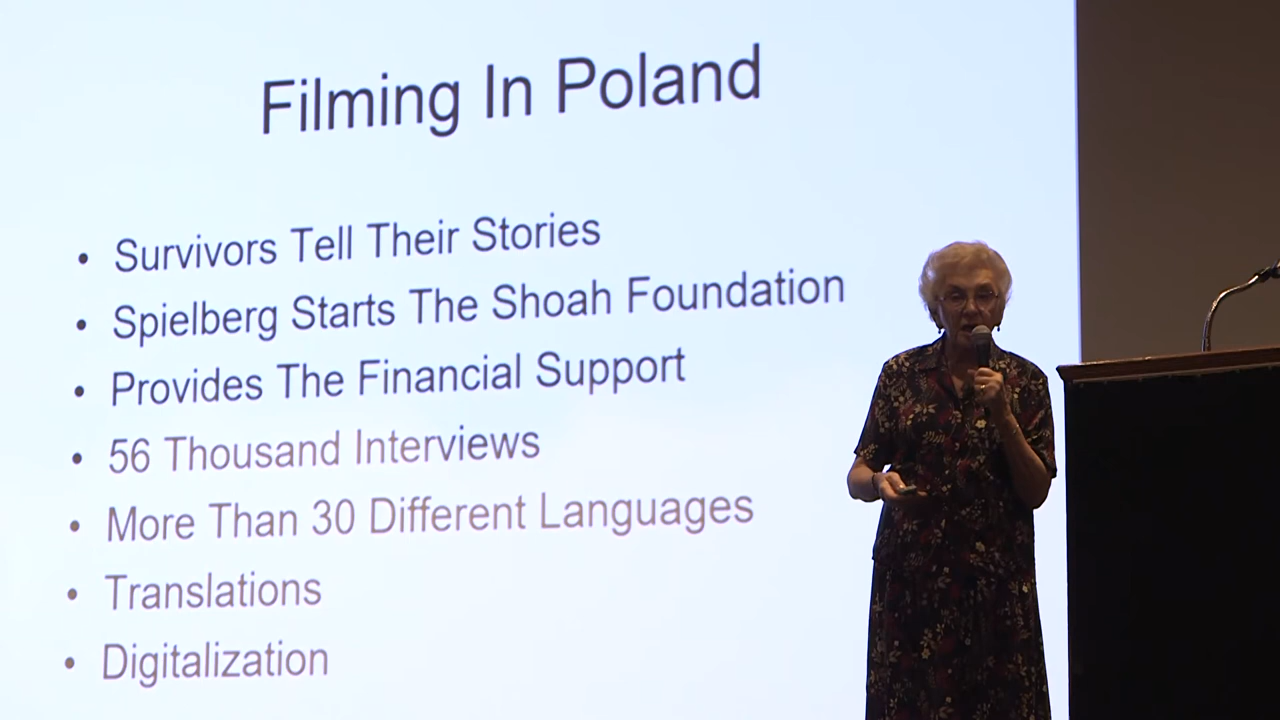 Filming In Poland
• Survivors Tell Their Stories
• Spielberg Starts The Shoah Foundation
• Provides The Financial Support
• 56 Thousand Interviews
• More Than 30 Different Languages
• Translations
• Digitalization